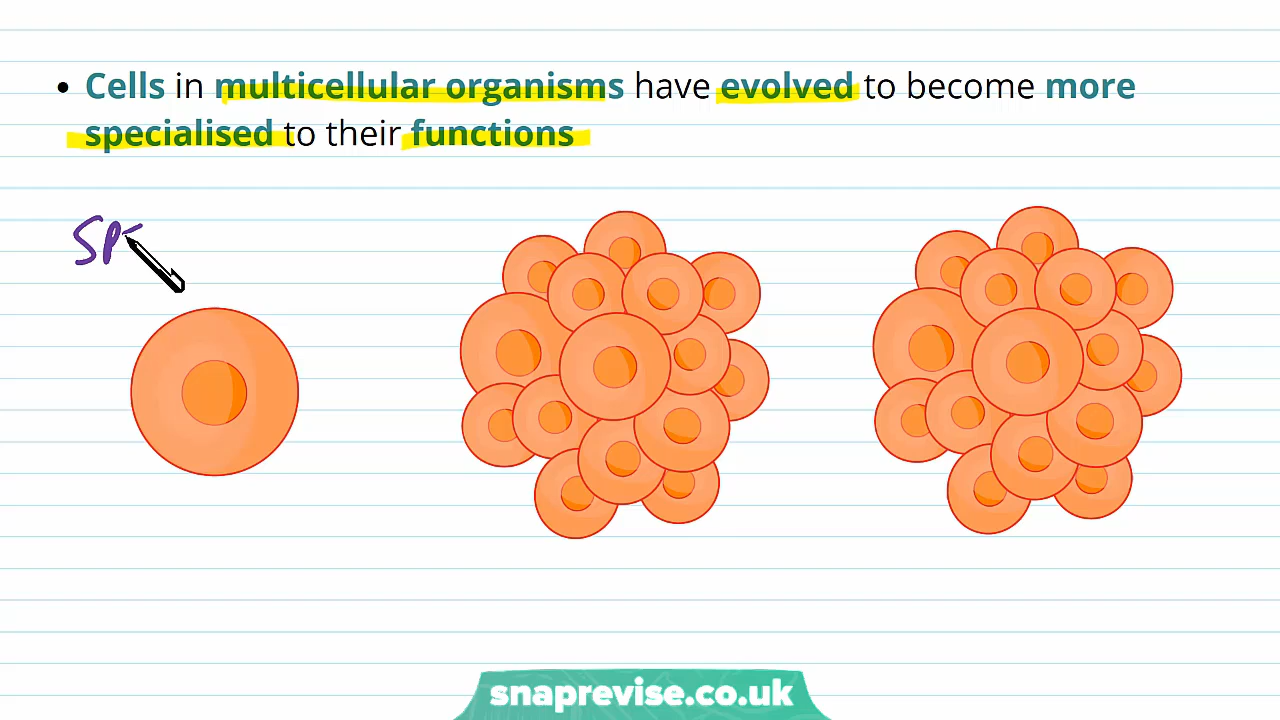 • Cells in multicellular organisms have evolved to become more
specialised to their functions
SP
snaprevise.co.uk